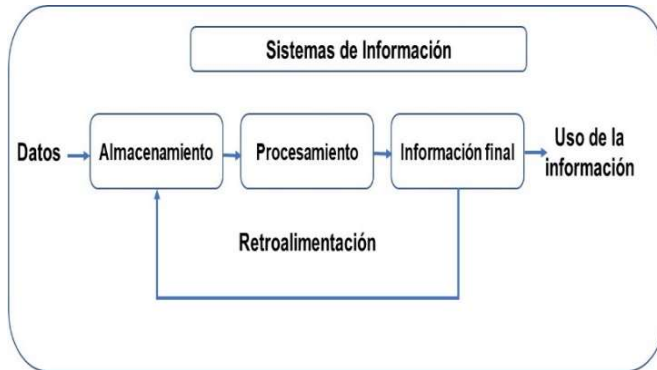 Sistemas de Información
Datos
Almacenamiento
Procesamiento
Información final
Uso de la
información
Retroalimentación